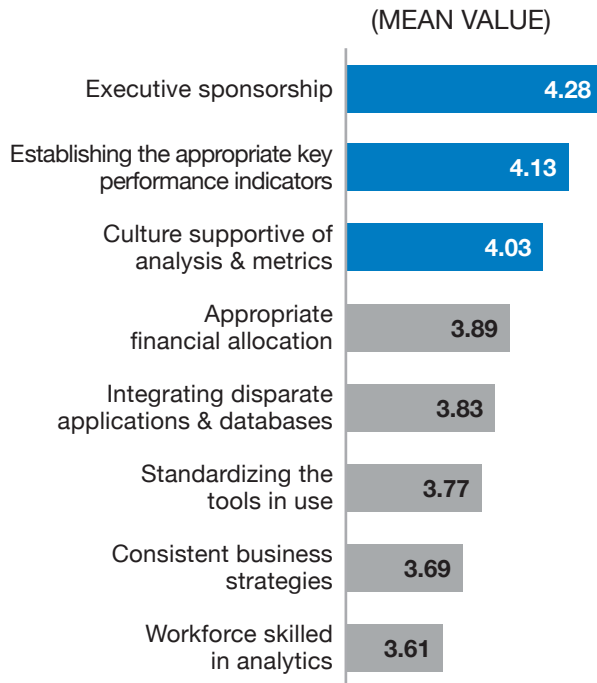 (MEAN VALUE)
Executive sponsorship
4.28
Establishing the appropriate key
performance indicators
4.13
Culture supportive of
analysis & metrics
4.03
Appropriate
financial allocation
3.89
Integrating disparate
applications & databases
3.83
Standardizing the
tools in use
3.77
Consistent business
strategies
3.69
Workforce skilled
in analytics
3.61